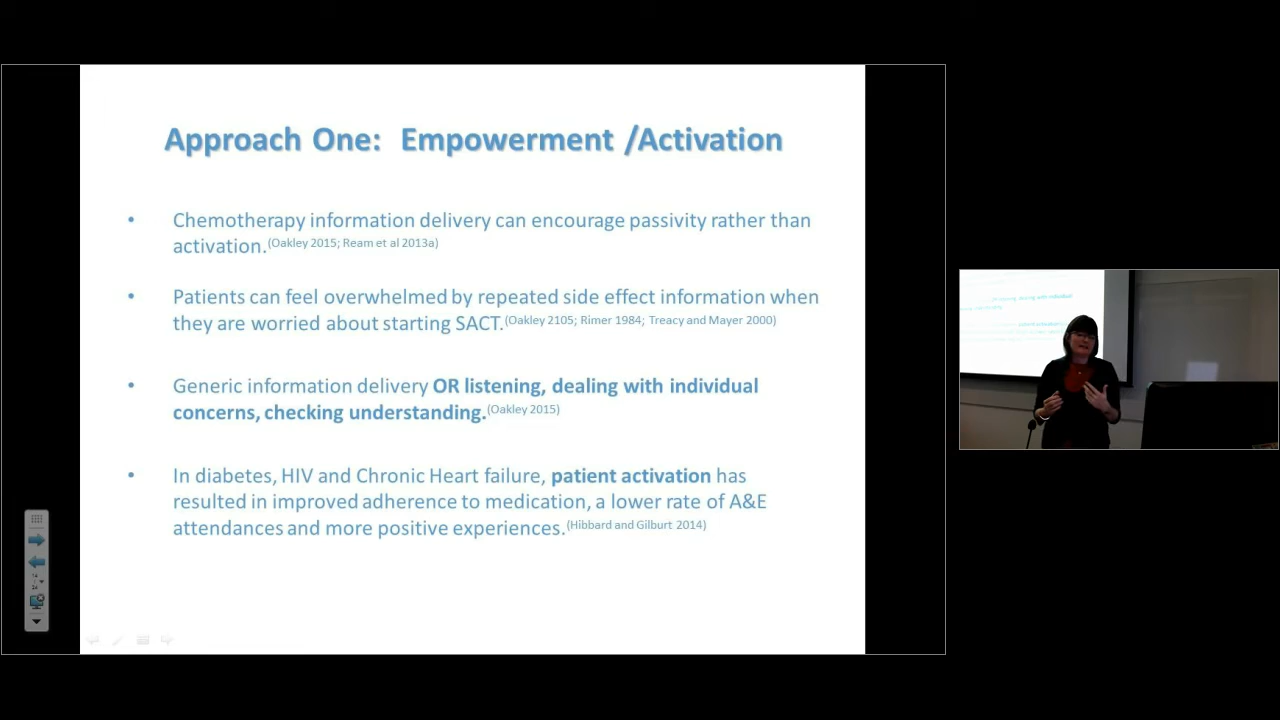 Approach One:  Empowerment /Activation
• Chemotherapy information delivery can encourage passivity rather than
activation.(Oakley 2015; Ream et al 2013a)
• Patients can feel overwhelmed by repeated side effect information when
they are worried about starting SACT.(Oakley 2105; Rimer 1984; Treacy and Mayer 2000)
• Generic information delivery OR listening, dealing with individual
concerns, checking understanding.(Oakley 2015)
• In diabetes, HIV and Chronic Heart failure, patient activation has
resulted in improved adherence to medication, a lower rate of A&E
attendances and more positive experiences.(Hibbard and Gilburt 2014)